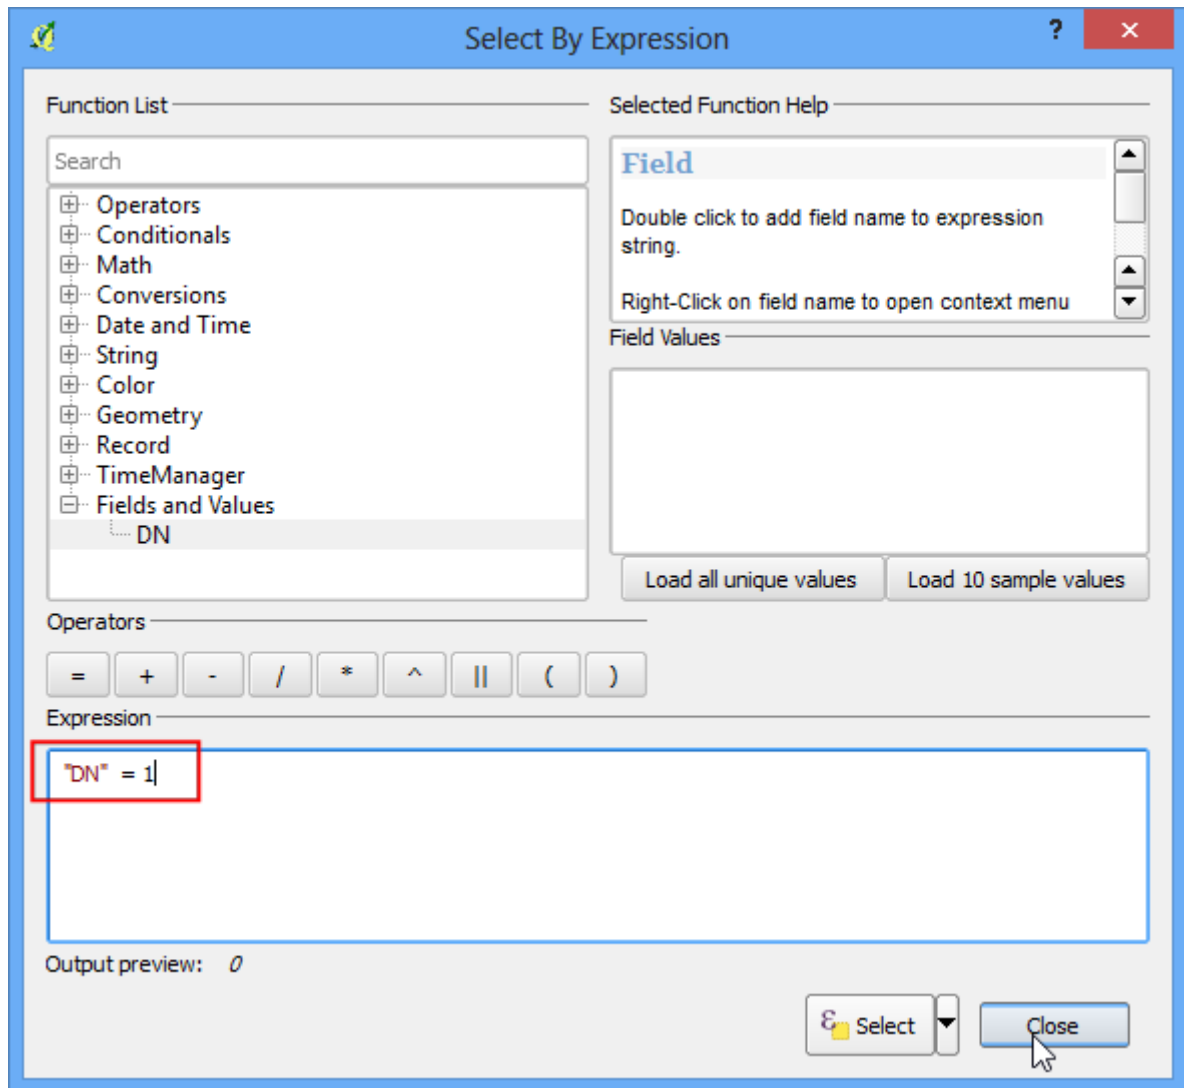 Select By Expression
?
×
Function List
Search
Operators
Conditionals
Math
Conversions
Date and Time
String
Color
Geometry
Record
TimeManager
Fields and Values
DN
Selected Function Help
Field
Double click to add field name to expression
string.
Right-Click on field name to open context menu
Field Values
Load all unique values Load 10 sample values
Operators
= + - / * ^ || ( )
Expression
"DN" = 1
Output preview: 0
ε Select Close